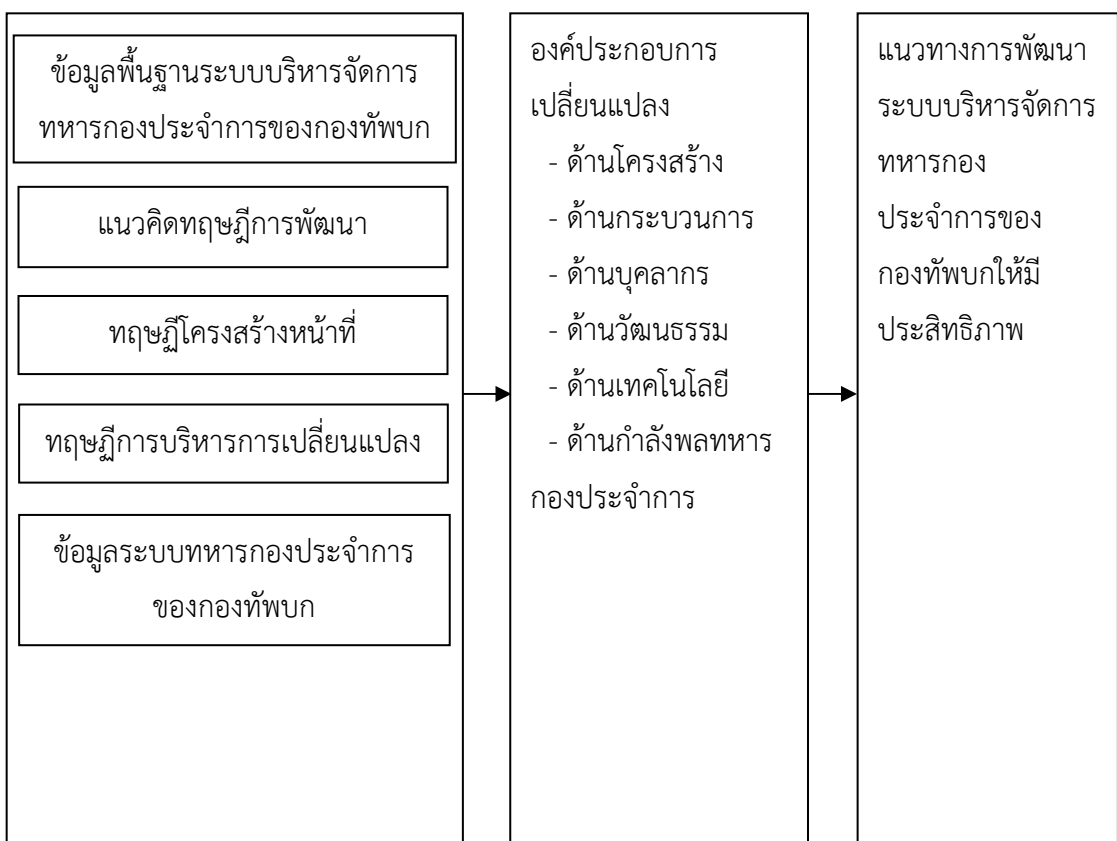 ข้อมูลพื้นฐานระบบบริหารจัดการ
ทหารกองประจำการของกองทัพบก
แนวคิดทฤษฎีการพัฒนา
ทฤษฏีโครงสร้างหน้าที่
ทฤษฏีการบริหารการเปลี่ยนแปลง
ข้อมูลระบบทหารกองประจำการ
ของกองทัพบก
องค์ประกอบการ
เปลี่ยนแปลง
- ด้านโครงสร้าง
- ด้านกระบวนการ
- ด้านบุคลากร
- ด้านวัฒนธรรม
- ด้านเทคโนโลยี
- ด้านกำลังพลทหาร
กองประจำการ
แนวทางการพัฒนา
ระบบบริหารจัดการ
ทหารกอง
ประจำการของ
กองทัพบกให้มี
ประสิทธิภาพ